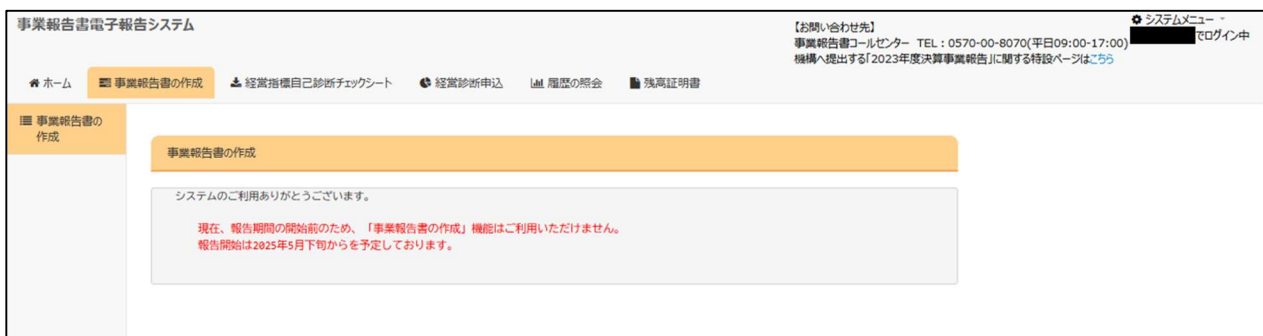 事業報告書電子報告システム
【お問い合わせ先】
事業報告書コールセンター TEL：0570-00-8070(平日09:00-17:00)
機構へ提出する「2023年度決算事業報告」に関する特設ページはこちら
システムメニュー
でログイン中
ホーム 事業報告書の作成 経営指標自己診断チェックシート 経営診断申込 履歴の照会 残高証明書
事業報告書の
作成
事業報告書の作成
システムのご利用ありがとうございます。
現在、報告期間の開始前のため、「事業報告書の作成」機能はご利用いただけません。
報告開始は2025年5月下旬からを予定しております。